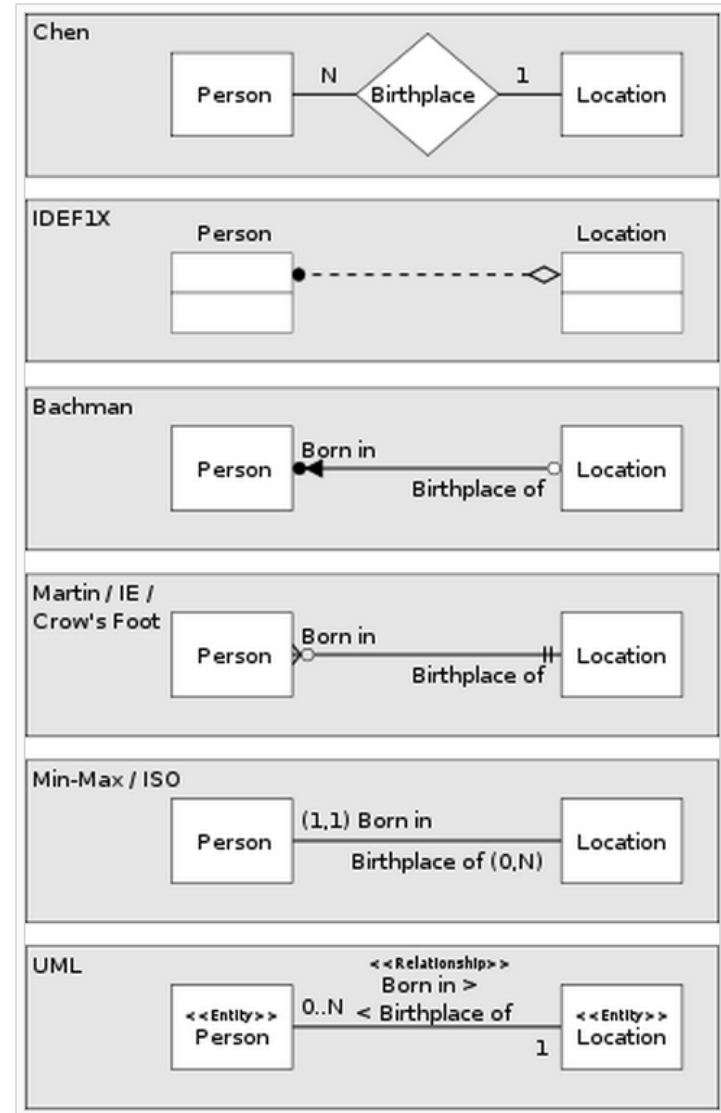 Chen
Person
N
Birthplace
1
Location
IDEF1X
Person
Location
Bachman
Person
Born in
Birthplace of
Location
Martin / IE /
Crow's Foot
Person
Born in
Birthplace of
Location
Min-Max / ISO
Person
(1,1) Born in
Birthplace of (0,N)
Location
UML
<<Entity>>
Person
0..N
<<Relationship>>
Born in >
< Birthplace of
1
<<Entity>>
Location